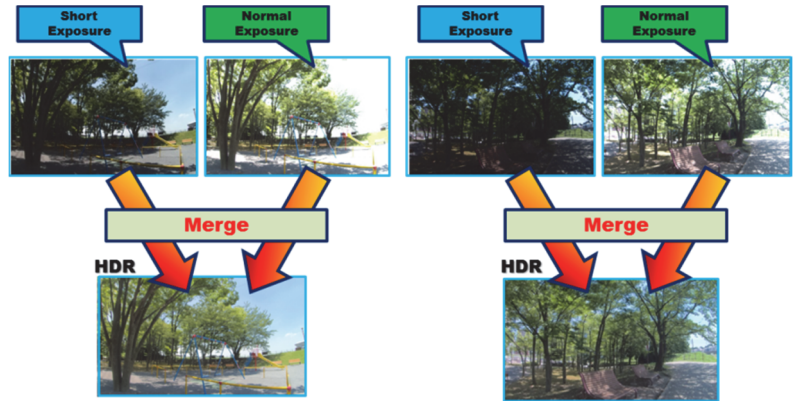 Short
Exposure
Normal
Exposure
Merge
HDR
Short
Exposure
Normal
Exposure
Merge
HDR